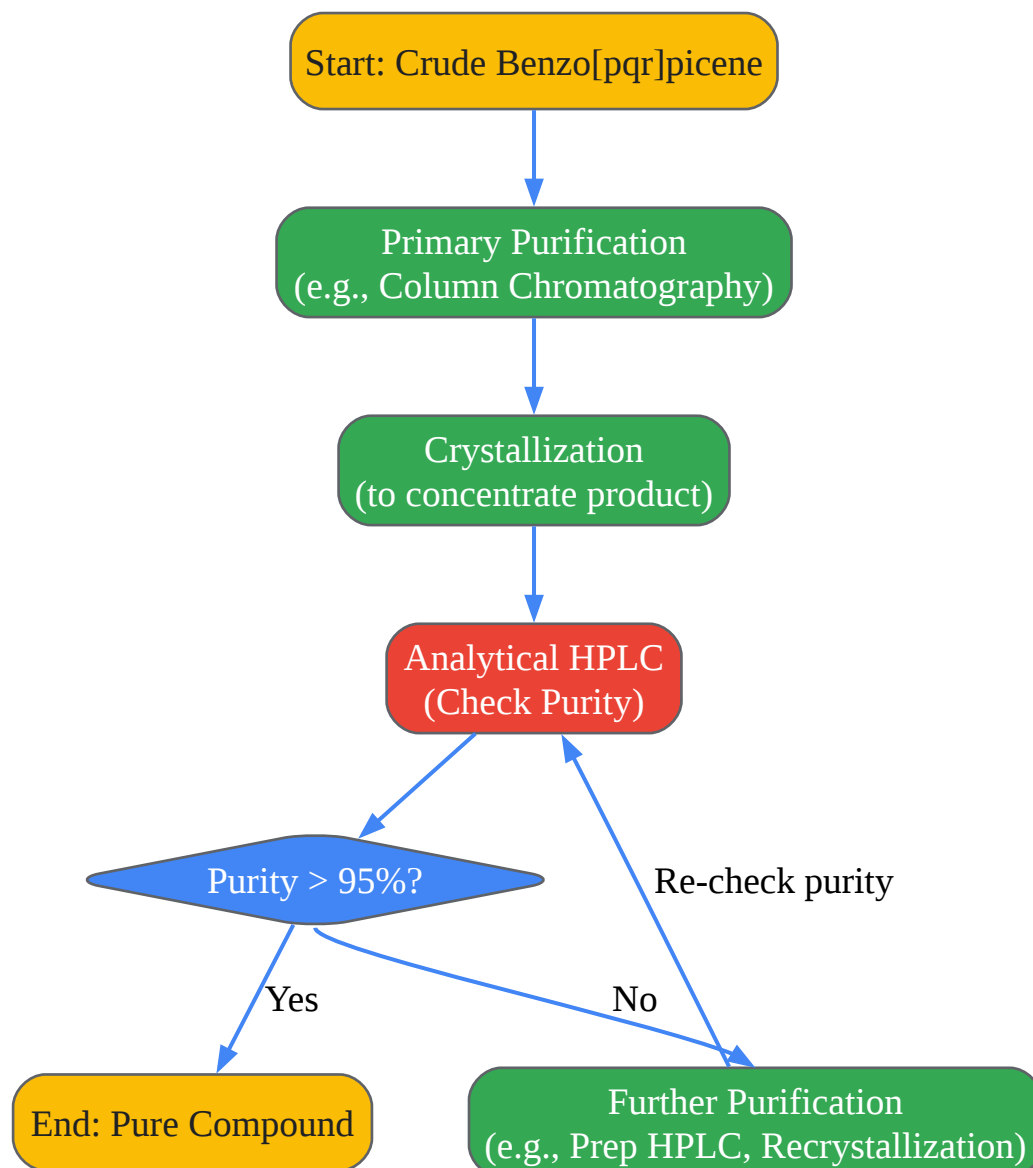 Start: Crude Benzo[pqr]picene
Primary Purification
(e.g., Column Chromatography)
Crystallization
(to concentrate product)
Analytical HPLC
(Check Purity)
Purity > 95%?
Re-check purity
Yes
No
End: Pure Compound
Further Purification
(e.g., Prep HPLC, Recrystallization)